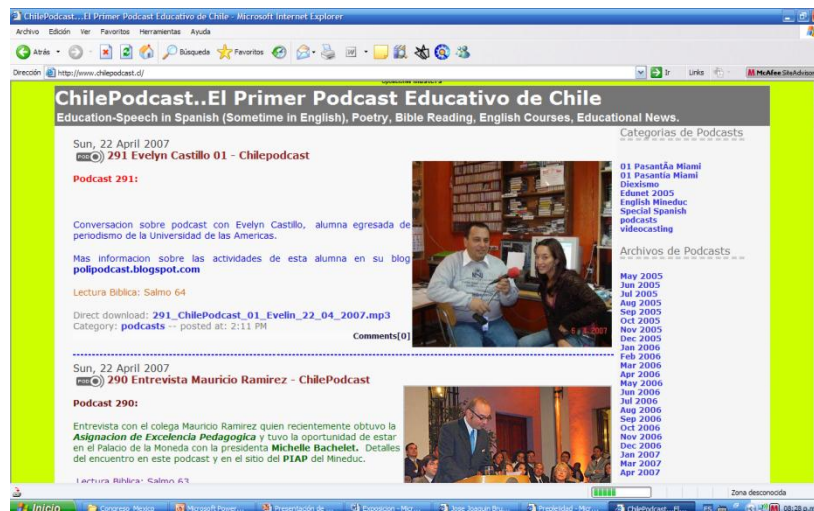 ChilePodcast...El Primer Podcast Educativo de Chile - Microsoft Internet Explorer
Archivo Edición Ver Favoritos Herramientas Ayuda
Atrás Búsqueda Favoritos
Dirección http://www.chilepodcast.cl/ Ir Links McAfee SiteAdvisor
ChilePodcast..El Primer Podcast Educativo de Chile
Education-Speech in Spanish (Sometime in English), Poetry, Bible Reading, English Courses, Educational News.
Sun, 22 April 2007
POD 291 Evelyn Castillo 01 - Chilepodcast
Podcast 291:
Conversacion sobre podcast con Evelyn Castillo, alumna egresada de
periodismo de la Universidad de las Americas.
Mas informacion sobre las actividades de esta alumna en su blog
polipodcast.blogspot.com
Lectura Biblica: Salmo 64
Direct download: 291_ChilePodcast_01_Evelin_22_04_2007.mp3
Category: podcasts -- posted at: 2:11 PM
Comments[0]
Sun, 22 April 2007
POD 290 Entrevista Mauricio Ramirez - ChilePodcast
Podcast 290:
Entrevista con el colega Mauricio Ramirez quien recientemente obtuvo la
Asignacion de Excelencia Pedagogica y tuvo la oportunidad de estar
en el Palacio de la Moneda con la presidenta Michelle Bachelet. Detalles
del encuentro en este podcast y en el sitio del PIAP del Mineduc.
Lectura Biblica: Salmo 63
Categorias de Podcasts
01 PasantÃa Miami
01 Pasantía Miami
Diexismo
Edunet 2005
English Mineduc
Special Spanish
podcasts
videocasting
Archivos de Podcasts
May 2005
Jun 2005
Jul 2005
Aug 2005
Sep 2005
Oct 2005
Nov 2005
Dec 2005
Jan 2006
Feb 2006
Mar 2006
Apr 2006
May 2006
Jun 2006
Jul 2006
Aug 2006
Sep 2006
Oct 2006
Nov 2006
Dec 2006
Jan 2007
Mar 2007
Apr 2007
Zona desconocida
Inicio Congreso Mexico Microsoft Power... Presentación de ... Exposicion - Micr... Jose Joaquin Bru... Prepleridad - Micr... ChilePodcast...El... ES 08:28 p.m.